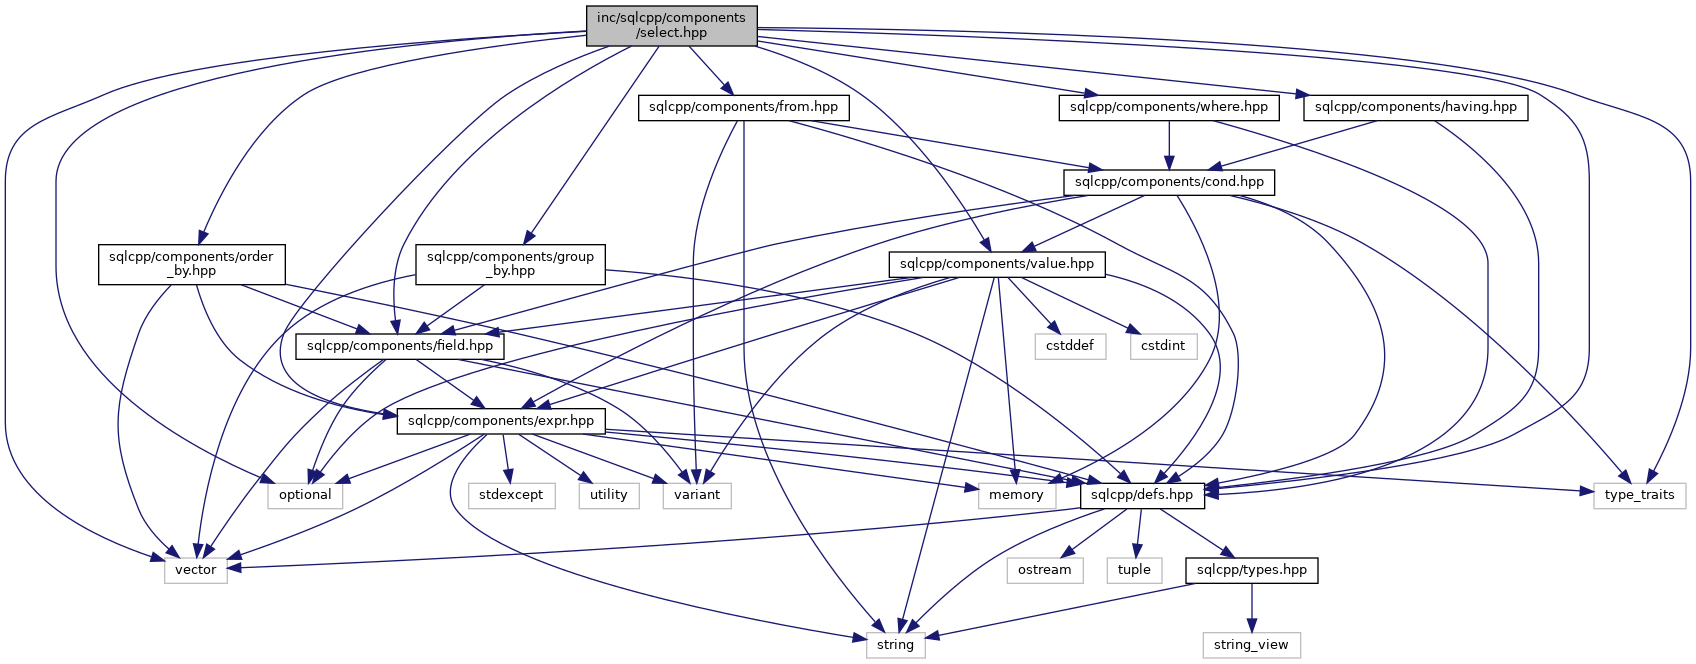 inc/sqlcpp/components
/select.hpp
sqlcpp/components/from.hpp
sqlcpp/components/where.hpp
sqlcpp/components/having.hpp
sqlcpp/components/cond.hpp
sqlcpp/components/order
_by.hpp
sqlcpp/components/group
_by.hpp
sqlcpp/components/value.hpp
sqlcpp/components/field.hpp
cstddef
cstdint
sqlcpp/components/expr.hpp
optional
stdexcept
utility
variant
memory
sqlcpp/defs.hpp
type_traits
vector
ostream
tuple
sqlcpp/types.hpp
string
string_view